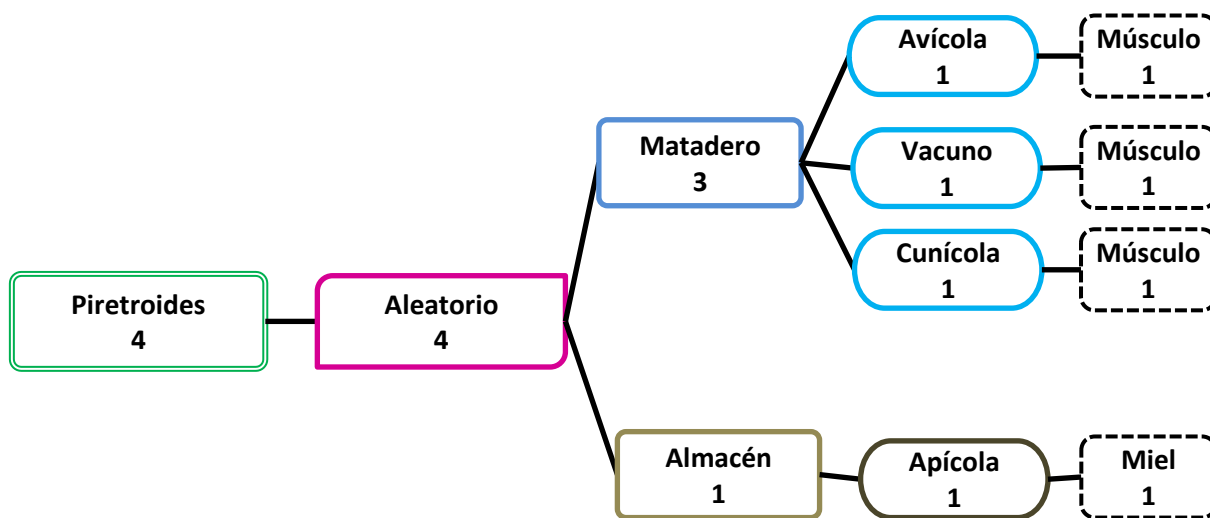 Piretroides
4
Aleatorio
4
Matadero
3
Avícola
1
Músculo
1
Vacuno
1
Músculo
1
Cunícola
1
Músculo
1
Almacén
1
Apícola
1
Miel
1